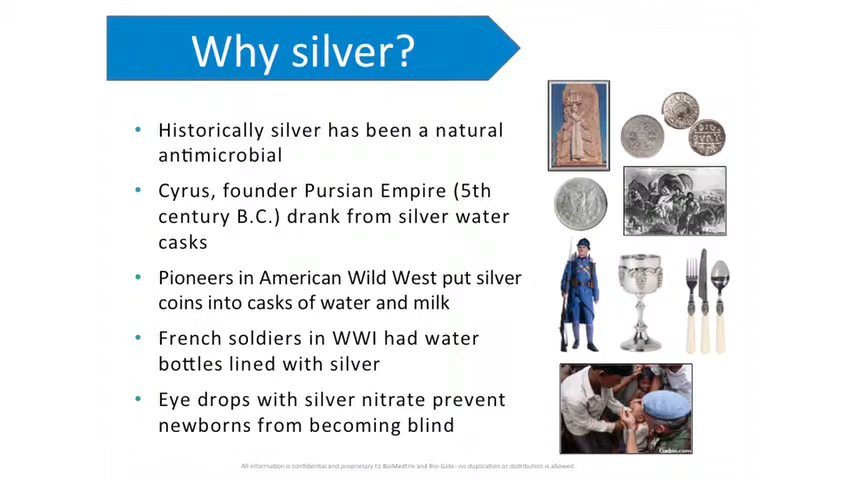 Why silver?
• Historically silver has been a natural
antimicrobial
• Cyrus, founder Pursian Empire (5th
century B.C.) drank from silver water
casks
• Pioneers in American Wild West put silver
coins into casks of water and milk
• French soldiers in WWI had water
bottles lined with silver
• Eye drops with silver nitrate prevent
newborns from becoming blind
All information is confidential and proprietary to BioMedtrix and Bio-Gate- no duplication or distribution is allowed.